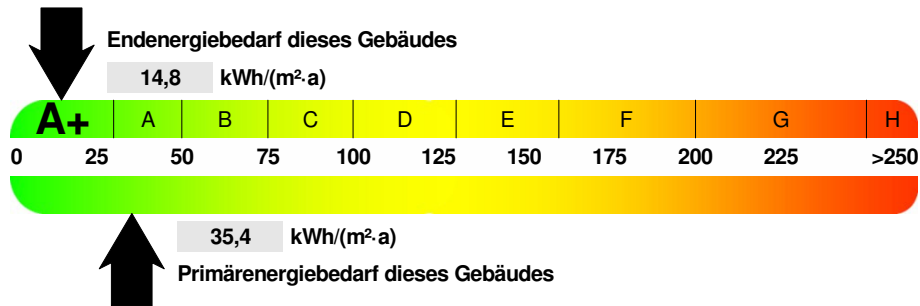 Endenergiebedarf dieses Gebäudes
14,8 kWh/(m²·a)
A+ A B C D E F G H
0 25 50 75 100 125 150 175 200 225 >250
35,4 kWh/(m²·a)
Primärenergiebedarf dieses Gebäudes